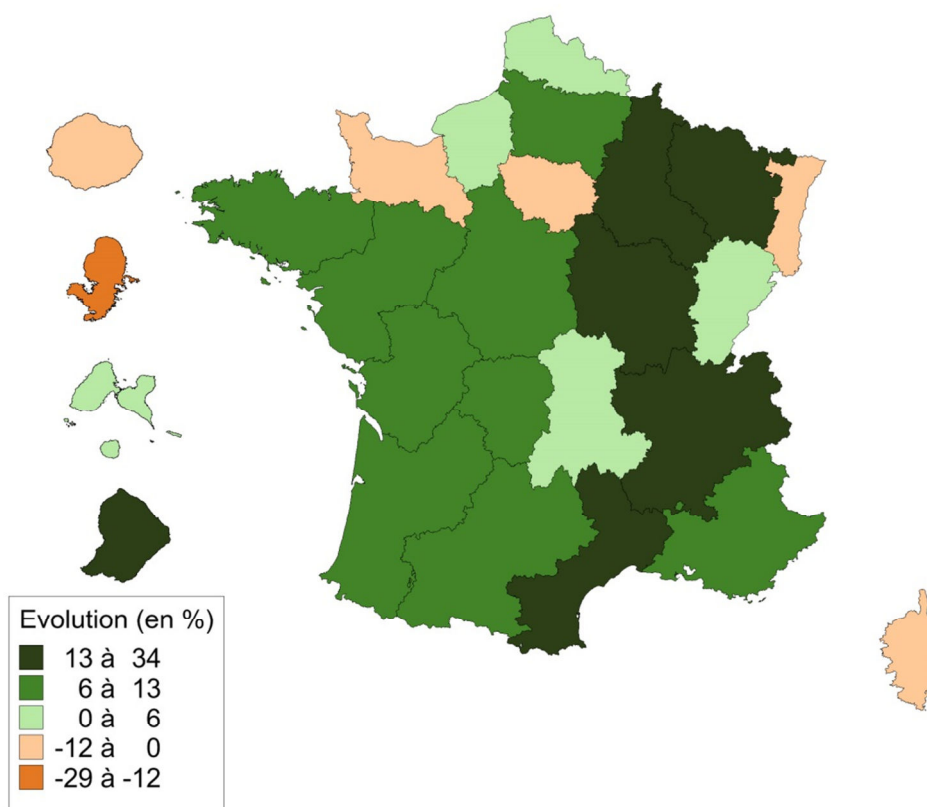 Evolution (en %)
13 à 34
6 à 13
0 à 6
-12 à 0
-29 à -12